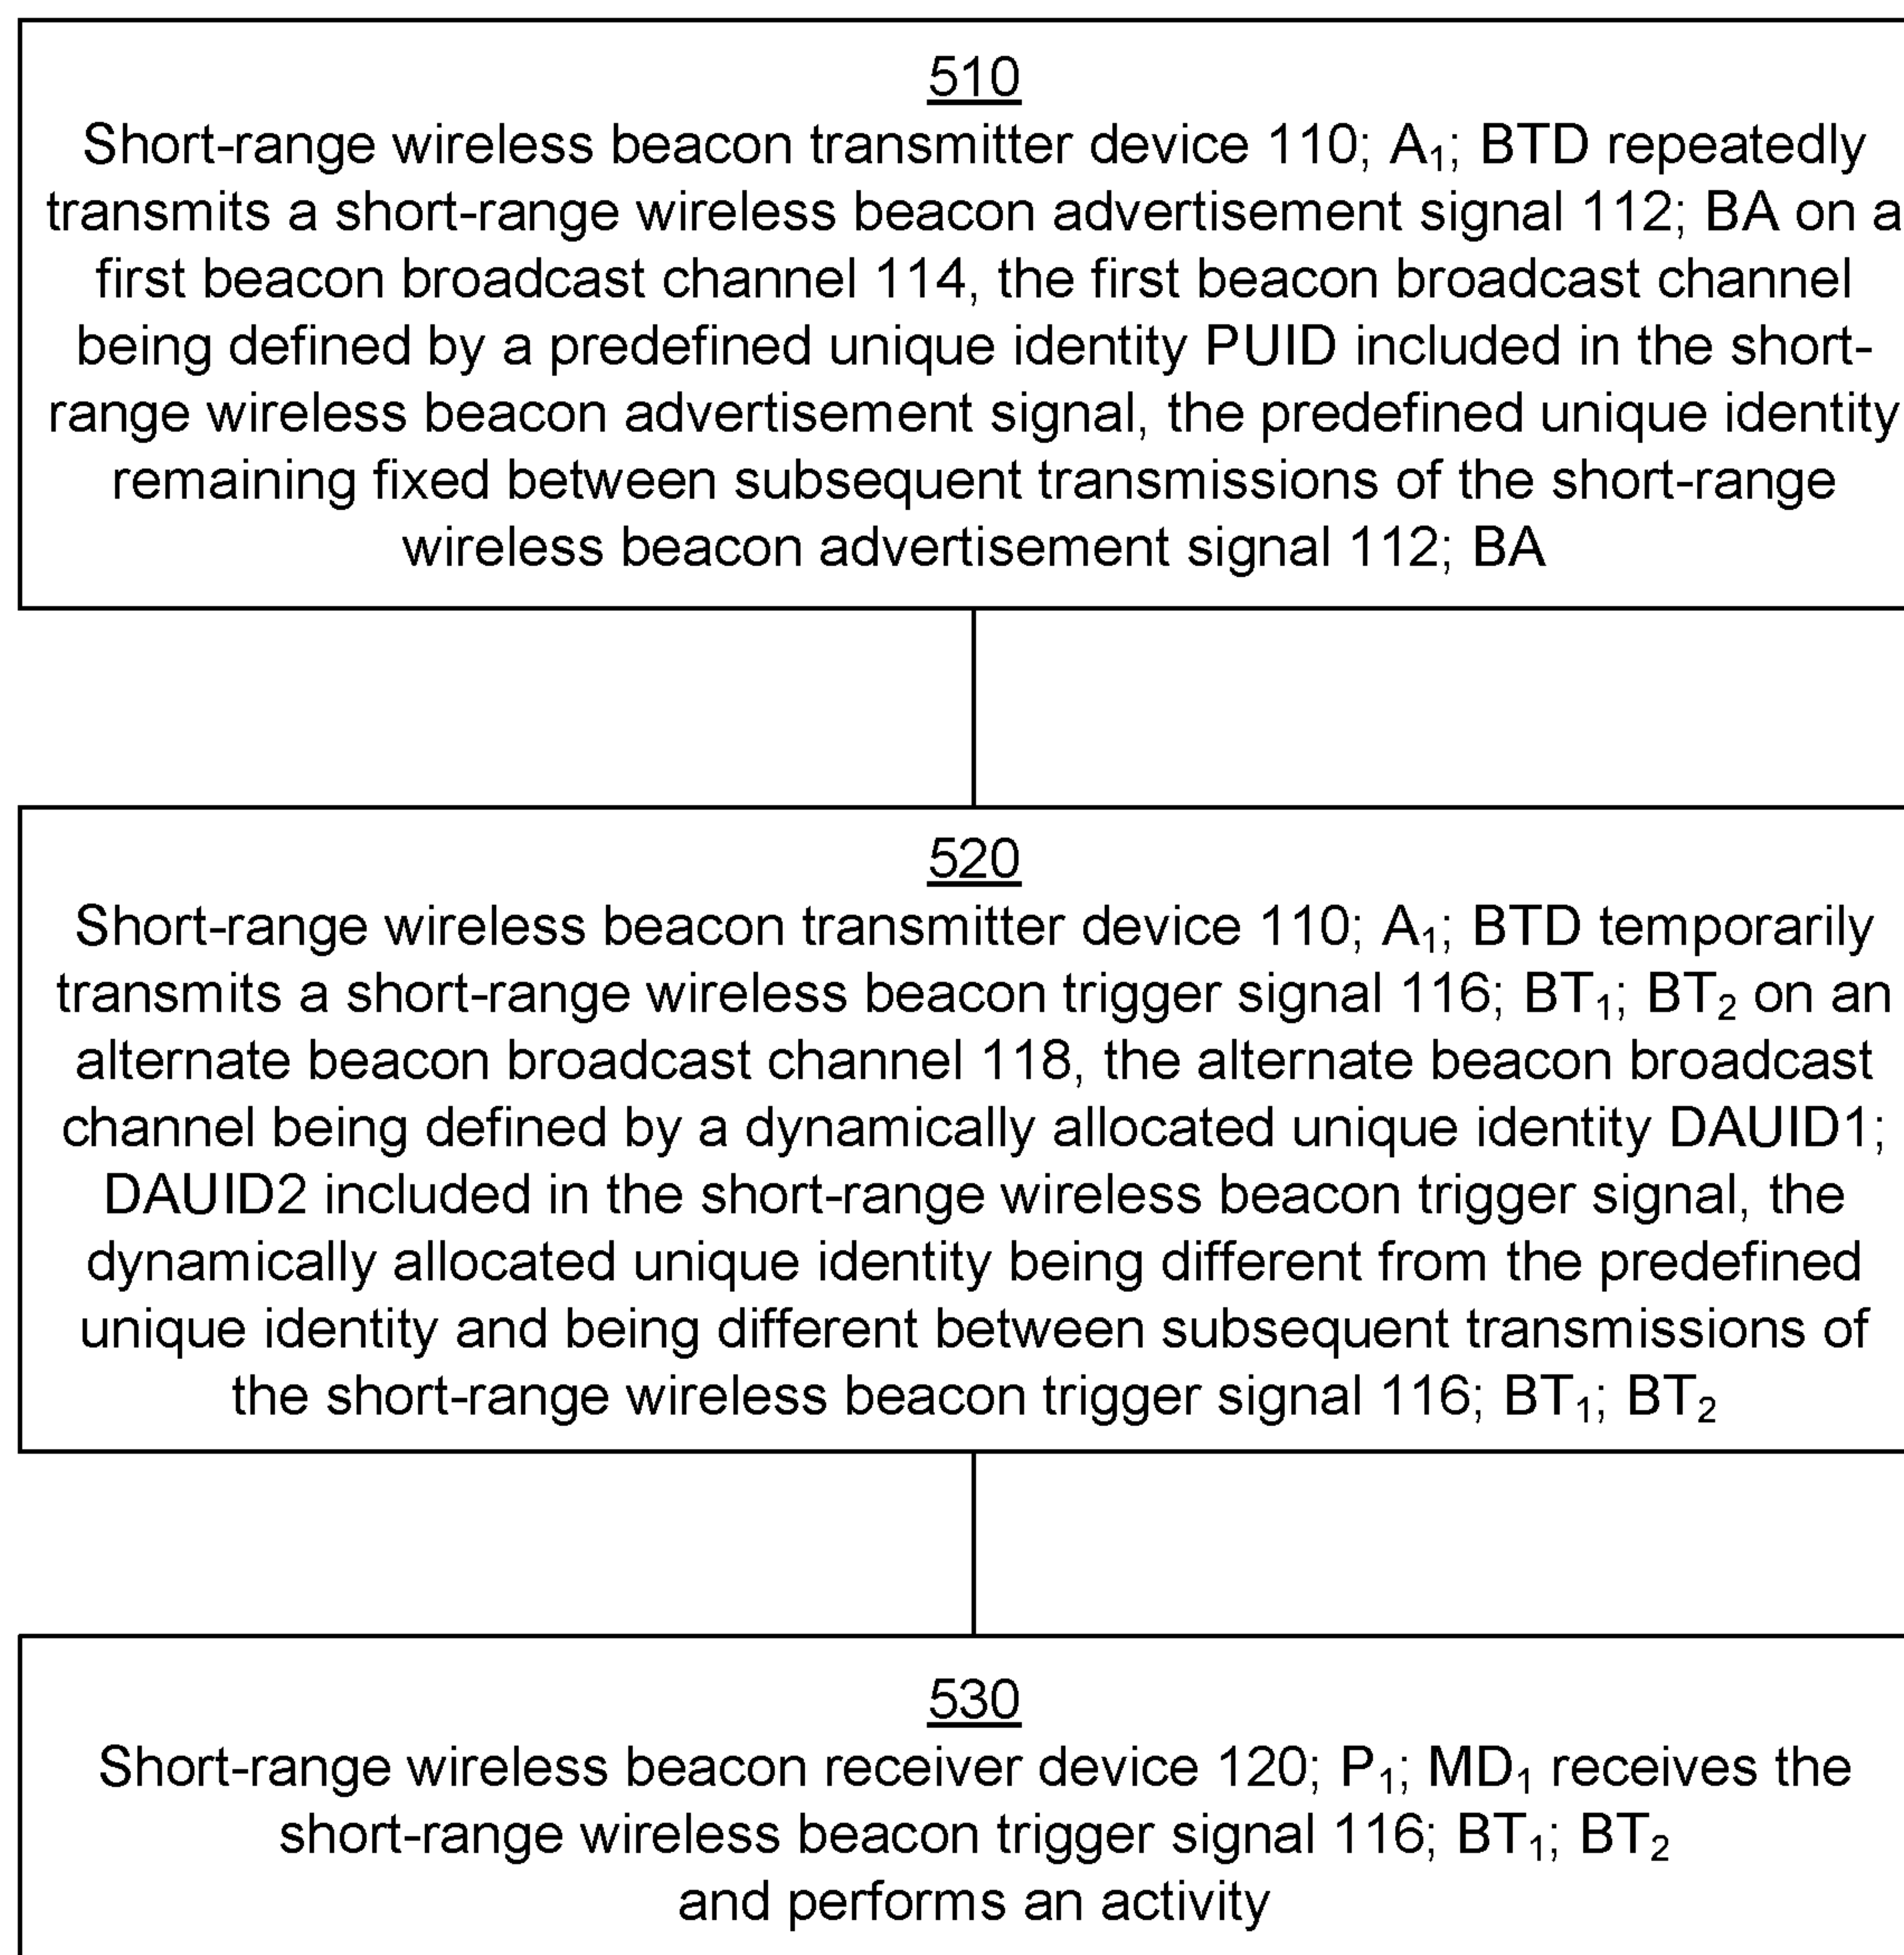 510
Short-range wireless beacon transmitter device 110; A₁; BTD repeatedly
transmits a short-range wireless beacon advertisement signal 112; BA on a
first beacon broadcast channel 114, the first beacon broadcast channel
being defined by a predefined unique identity PUID included in the short-
range wireless beacon advertisement signal, the predefined unique identity
remaining fixed between subsequent transmissions of the short-range
wireless beacon advertisement signal 112; BA
520
Short-range wireless beacon transmitter device 110; A₁; BTD temporarily
transmits a short-range wireless beacon trigger signal 116; BT₁; BT₂ on an
alternate beacon broadcast channel 118, the alternate beacon broadcast
channel being defined by a dynamically allocated unique identity DAUID1;
DAUID2 included in the short-range wireless beacon trigger signal, the
dynamically allocated unique identity being different from the predefined
unique identity and being different between subsequent transmissions of
the short-range wireless beacon trigger signal 116; BT₁; BT₂
530
Short-range wireless beacon receiver device 120; P₁; MD₁ receives the
short-range wireless beacon trigger signal 116; BT₁; BT₂
and performs an activity